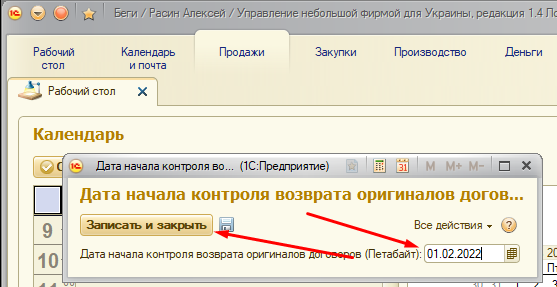 Беги / Расин Алексей / Управление небольшой фирмой для Украины, редакция 1.4 По
Рабочий стол
Календарь и почта
Продажи
Закупки
Производство
Деньги
Рабочий стол
Календарь
Дата начала контроля во... (1С:Предприятие)
31
M M+ M-
Дата начала контроля возврата оригиналов догов...
Записать и закрыть
Все действия
?
Дата начала контроля возврата оригиналов договоров (Петабайт): 01.02.2022
9
10